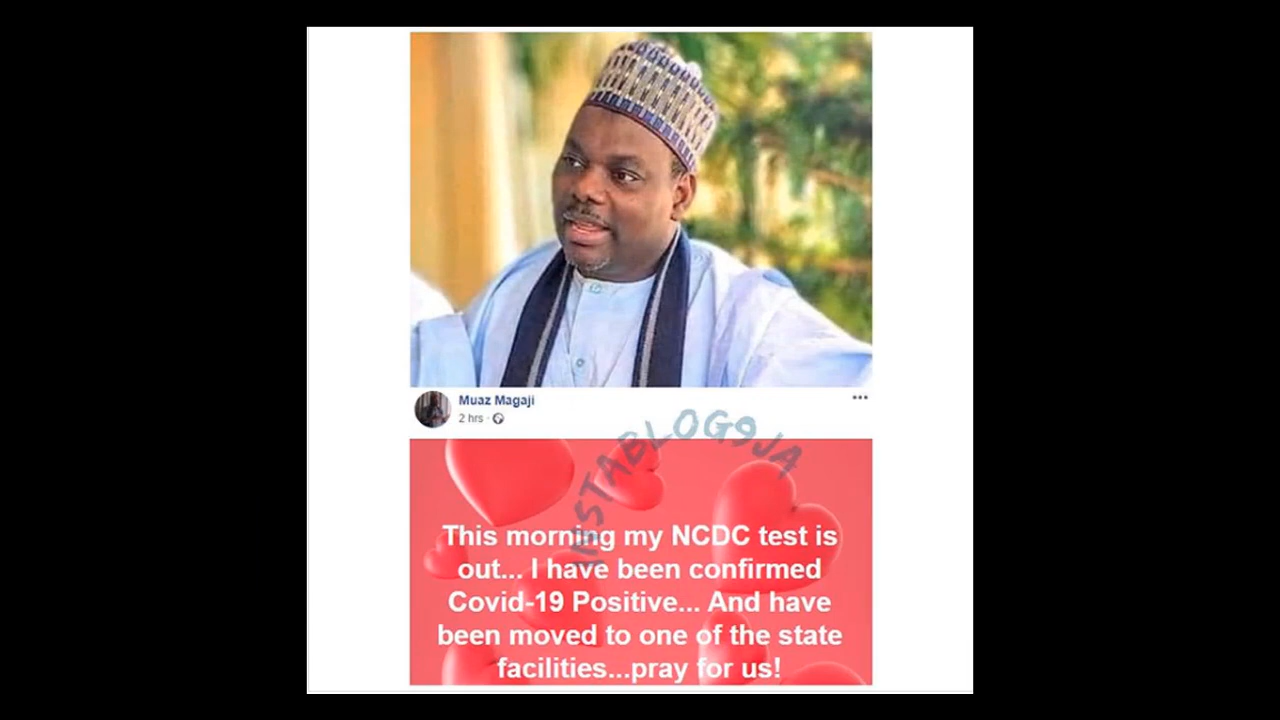 Muaz Magaji
2 hrs ·
INSTABLOG9JA
This morning my NCDC test is
out... I have been confirmed
Covid-19 Positive... And have
been moved to one of the state
facilities...pray for us!